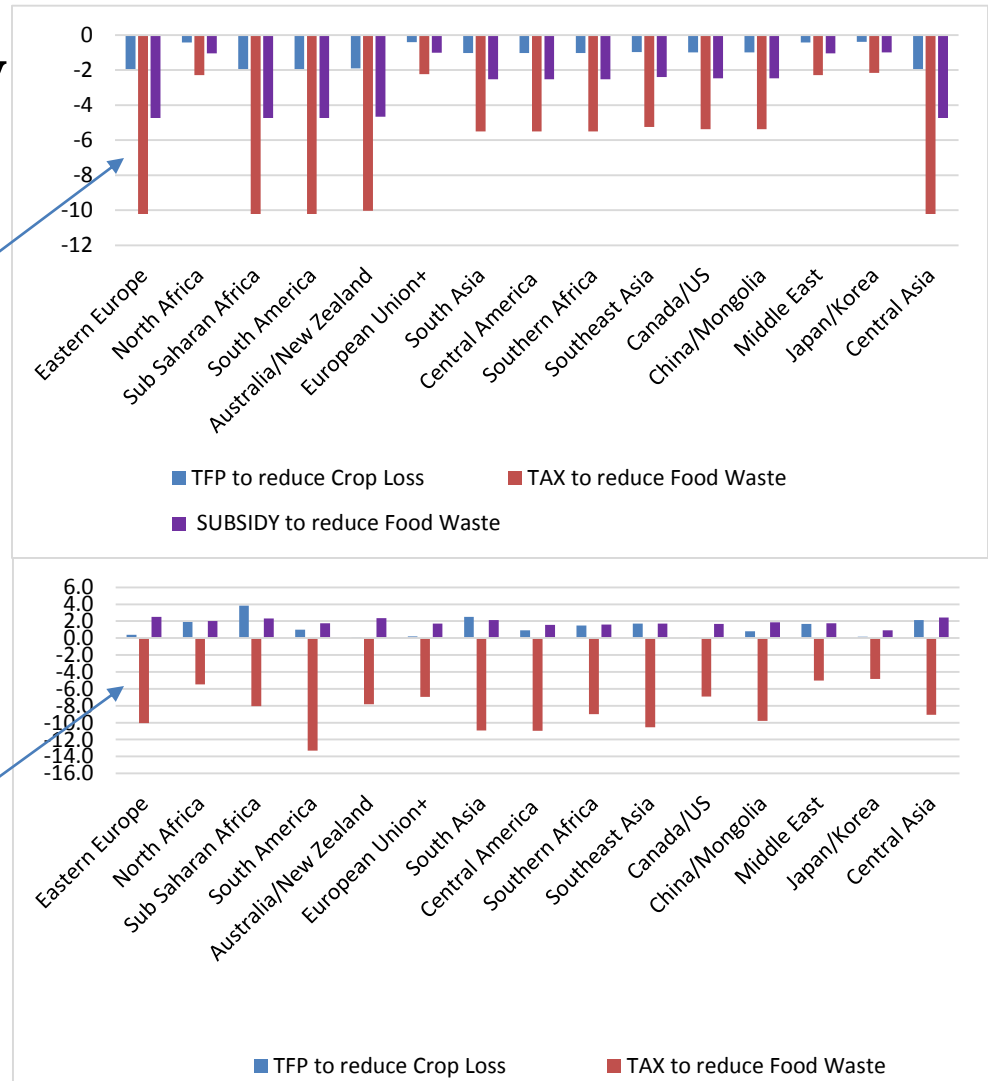 y
0
-2
-4
-6
-8
-10
-12
Eastern Europe
North Africa
Sub Saharan Africa
South America
Australia/New Zealand
European Union+
South Asia
Central America
Southern Africa
Southeast Asia
Canada/US
China/Mongolia
Middle East
Japan/Korea
Central Asia
TFP to reduce Crop Loss TAX to reduce Food Waste
SUBSIDY to reduce Food Waste
6.0
4.0
2.0
0.0
-2.0
-4.0
-6.0
-8.0
-10.0
-12.0
-14.0
-16.0
Eastern Europe
North Africa
Sub Saharan Africa
South America
Australia/New Zealand
European Union+
South Asia
Central America
Southern Africa
Southeast Asia
Canada/US
China/Mongolia
Middle East
Japan/Korea
Central Asia
TFP to reduce Crop Loss TAX to reduce Food Waste